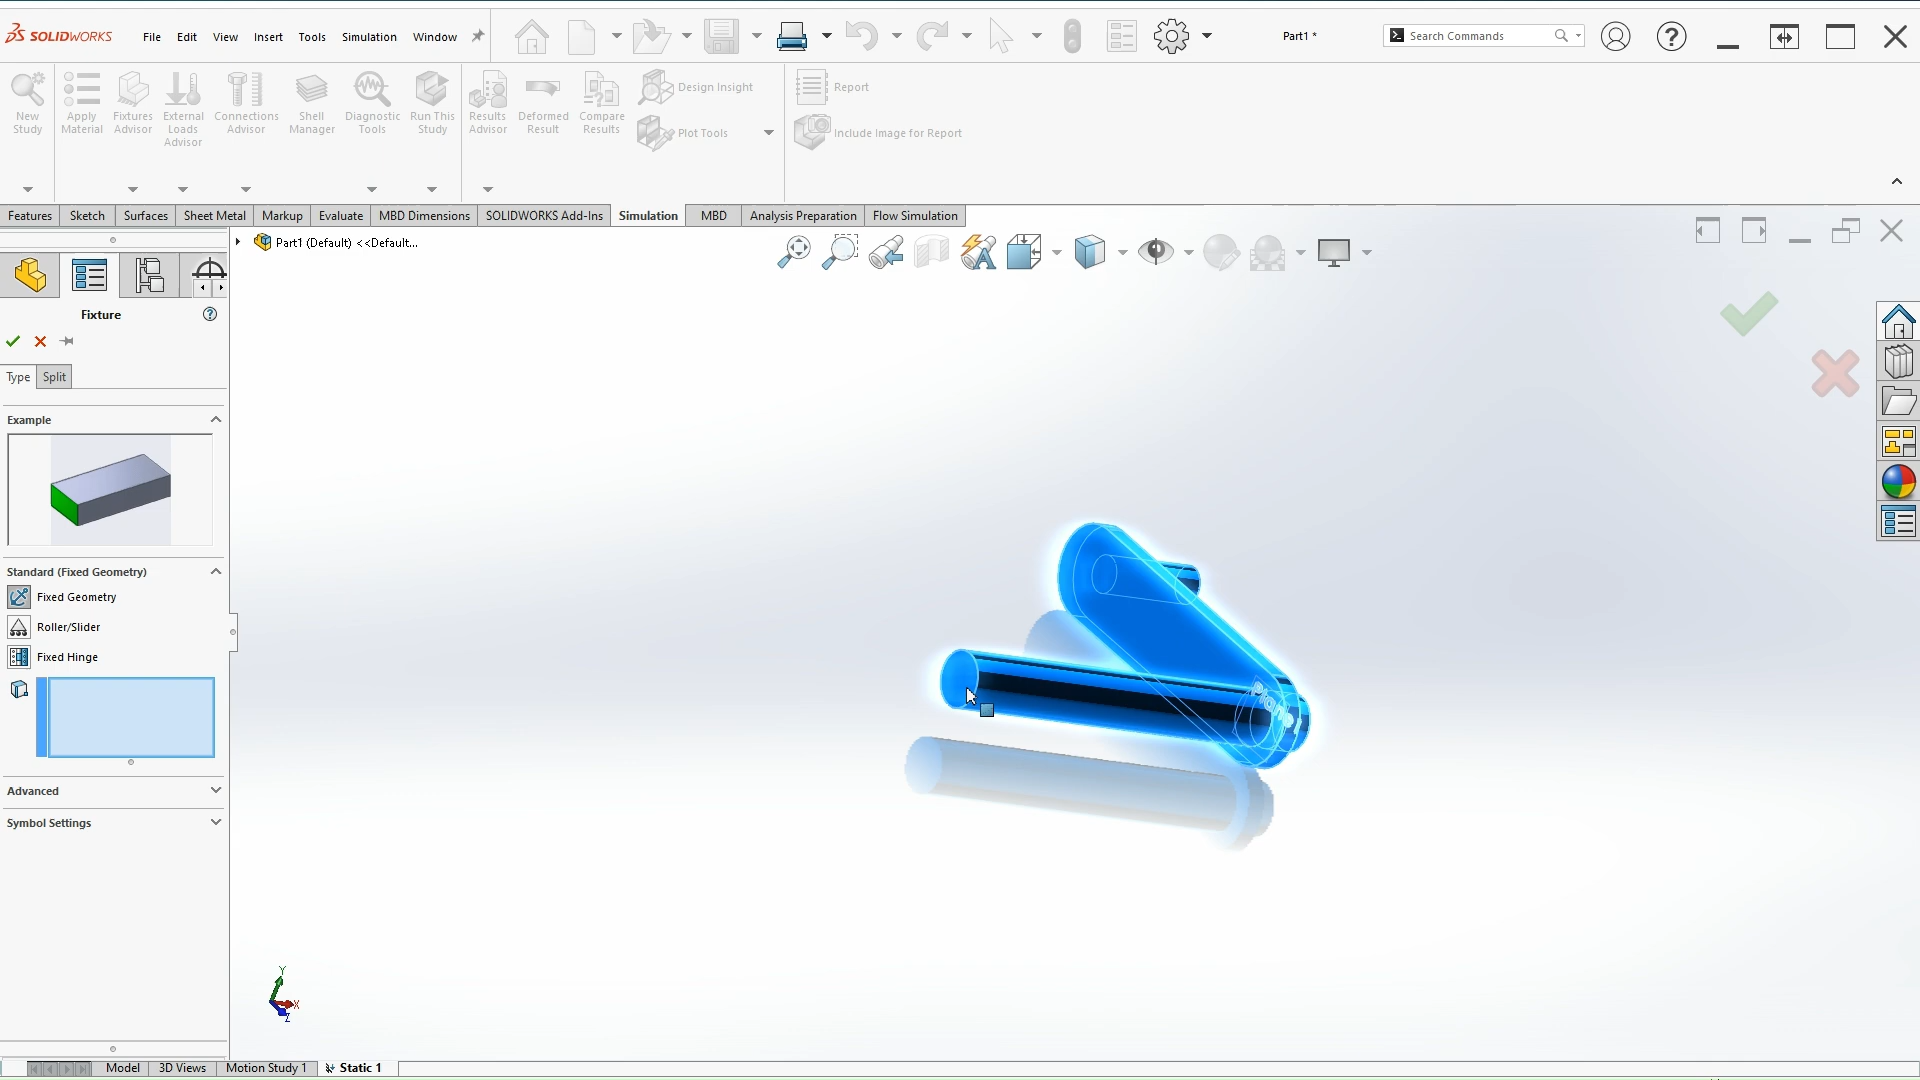 SOLIDWORKS File Edit View Insert Tools Simulation Window Part1 * Search Commands
New Study
Apply Material
Fixtures Advisor
External Loads Advisor
Connections Advisor
Shell Manager
Diagnostic Tools
Run This Study
Results Advisor
Deformed Result
Compare Results
Design Insight
Plot Tools
Report
Include Image for Report
Features Sketch Surfaces Sheet Metal Markup Evaluate MBD Dimensions SOLIDWORKS Add-Ins Simulation MBD Analysis Preparation Flow Simulation
Part1 (Default) <<Default...
Fixture
Type Split
Example
Standard (Fixed Geometry)
Fixed Geometry
Roller/Slider
Fixed Hinge
Advanced
Symbol Settings
Y
X
Z
Model 3D Views Motion Study 1 Static 1